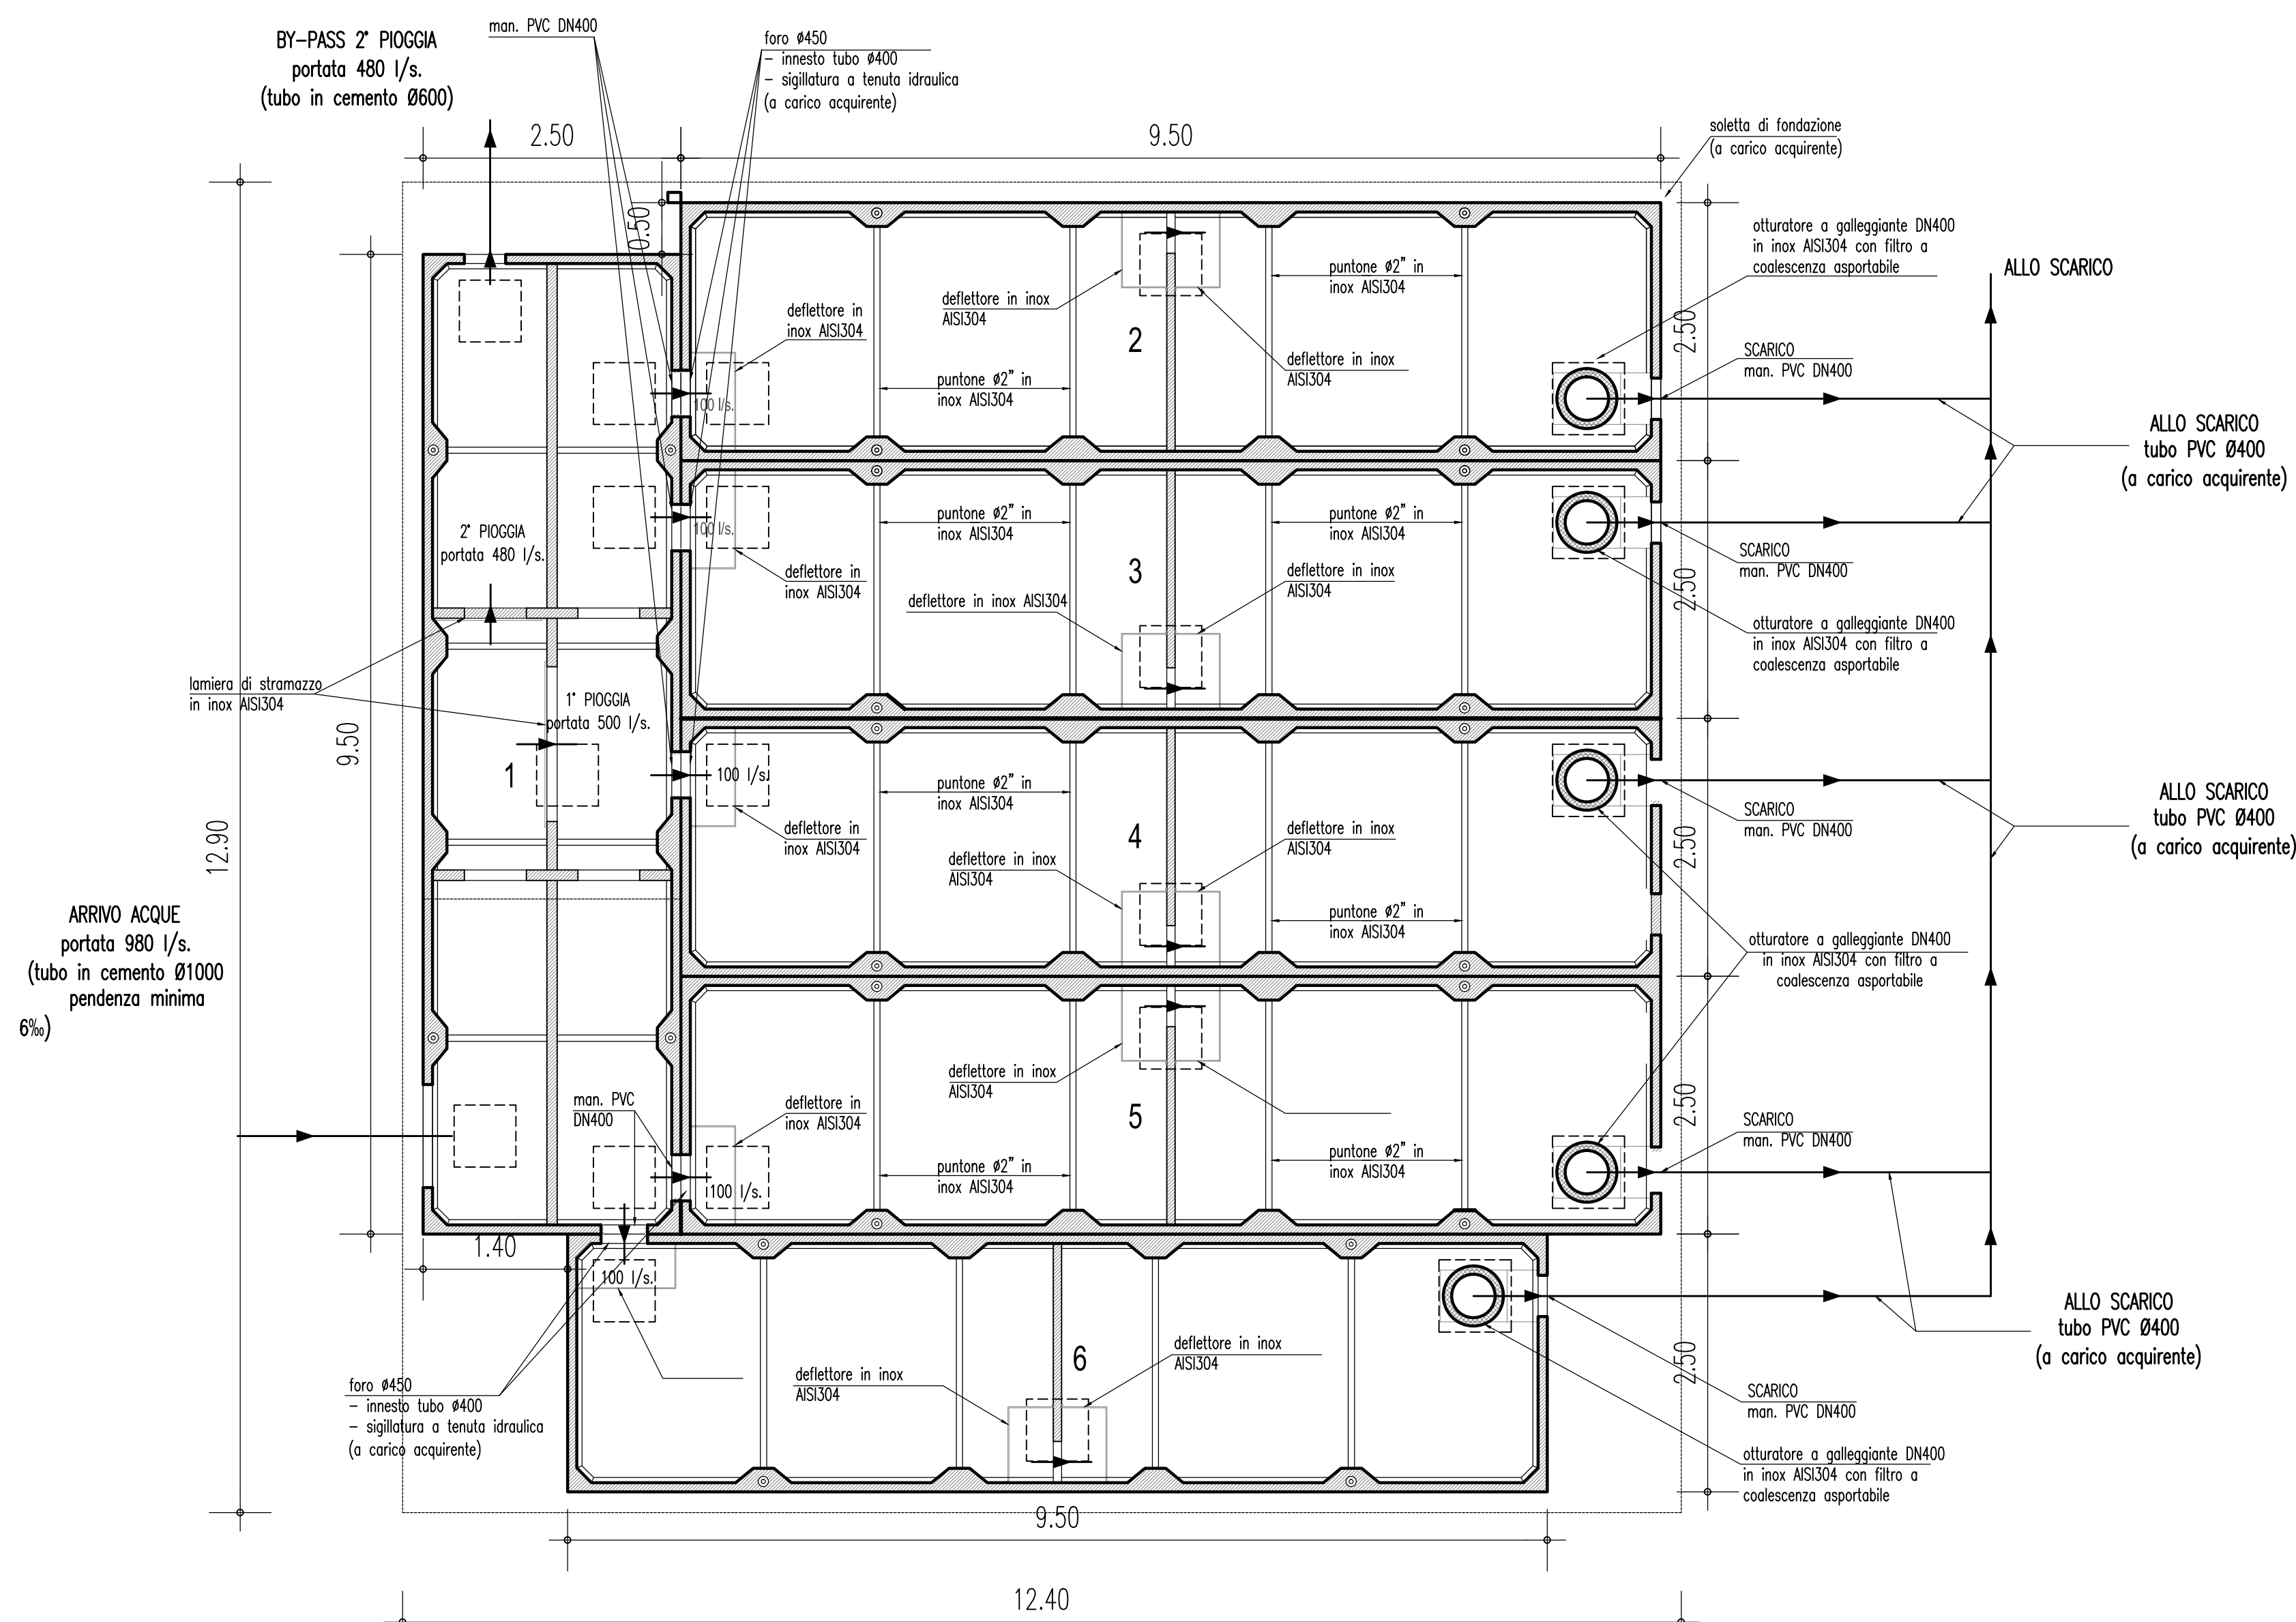 BY-PASS 2° PIOGGIA
portata 480 l/s.
(tubo in cemento Ø600)
man. PVC DN400
foro ø450
- innesto tubo ø400
- sigillatura a tenuta idraulica
(a carico acquirente)
2.50
9.50
soletta di fondazione
(a carico acquirente)
0.50
otturatore a galleggiante DN400
in inox AISI304 con filtro a
coalescenza asportabile
ALLO SCARICO
deflettore in
inox AISI304
deflettore in inox
AISI304
puntone ø2" in
inox AISI304
2
deflettore in inox
AISI304
puntone ø2" in
inox AISI304
100 l/s.
2.50
SCARICO
man. PVC DN400
ALLO SCARICO
tubo PVC Ø400
(a carico acquirente)
2° PIOGGIA
portata 480 l/s.
100 l/s.
puntone ø2" in
inox AISI304
puntone ø2" in
inox AISI304
deflettore in
inox AISI304
deflettore in inox AISI304
3
deflettore in inox
AISI304
2.50
SCARICO
man. PVC DN400
otturatore a galleggiante DN400
in inox AISI304 con filtro a
coalescenza asportabile
lamiera di stramazzo
in inox AISI304
1° PIOGGIA
portata 500 l/s.
9.50
1
100 l/s.
puntone ø2" in
inox AISI304
deflettore in
inox AISI304
deflettore in inox
AISI304
4
deflettore in inox
AISI304
puntone ø2" in
inox AISI304
2.50
SCARICO
man. PVC DN400
ALLO SCARICO
tubo PVC Ø400
(a carico acquirente)
12.90
ARRIVO ACQUE
portata 980 l/s.
(tubo in cemento Ø1000
pendenza minima
6‰)
otturatore a galleggiante DN400
in inox AISI304 con filtro a
coalescenza asportabile
man. PVC
DN400
deflettore in
inox AISI304
deflettore in inox
AISI304
5
puntone ø2" in
inox AISI304
puntone ø2" in
inox AISI304
100 l/s.
2.50
SCARICO
man. PVC DN400
1.40
100 l/s.
foro ø450
- innesto tubo ø400
- sigillatura a tenuta idraulica
(a carico acquirente)
deflettore in inox
AISI304
6
deflettore in inox
AISI304
2.50
ALLO SCARICO
tubo PVC Ø400
(a carico acquirente)
SCARICO
man. PVC DN400
otturatore a galleggiante DN400
in inox AISI304 con filtro a
coalescenza asportabile
9.50
12.40